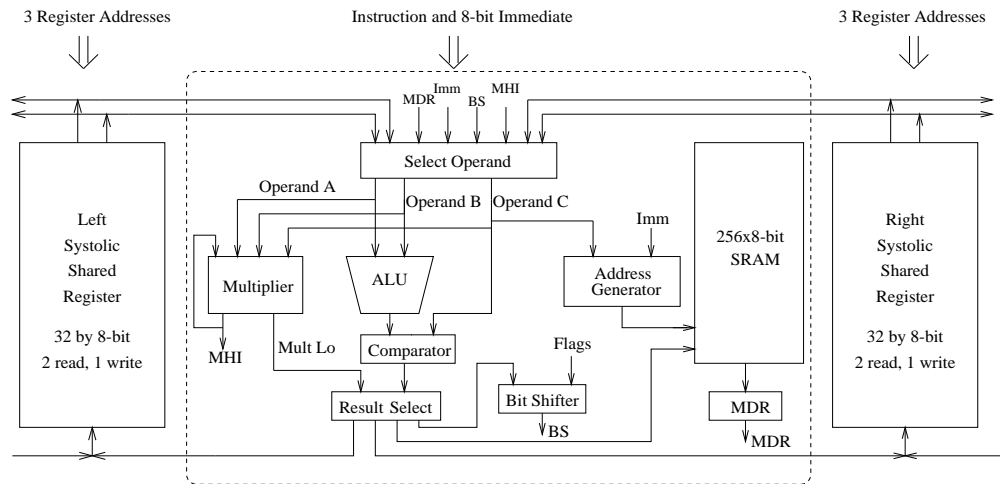 3 Register Addresses
Instruction and 8-bit Immediate
3 Register Addresses
MDR
Imm
BS
MHI
Select Operand
Operand A
Operand B
Operand C
Left
Systolic
Shared
Register
32 by 8-bit
2 read, 1 write
Multiplier
ALU
Imm
Address
Generator
256x8-bit
SRAM
Right
Systolic
Shared
Register
32 by 8-bit
2 read, 1 write
MHI
Mult Lo
Comparator
Flags
Result Select
Bit Shifter
BS
MDR
MDR